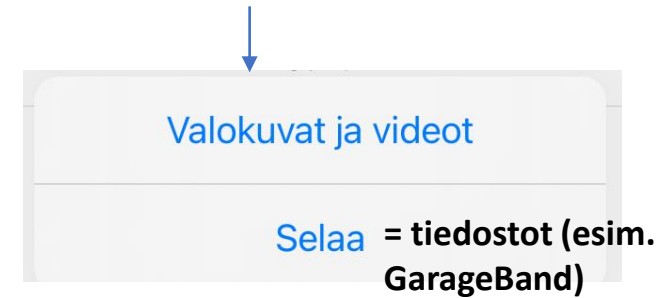 Valokuvat ja videot
Selaa = tiedostot (esim.
GarageBand)